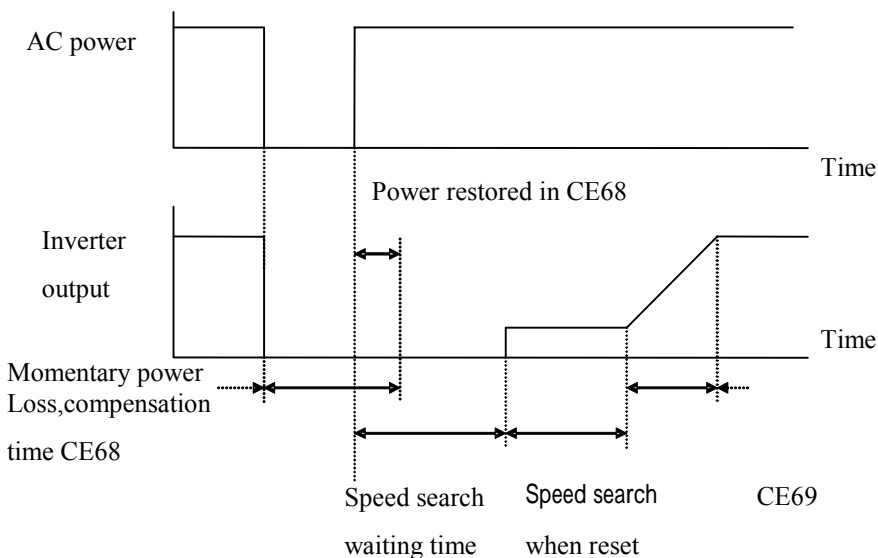 AC power
Time
Power restored in CE68
Inverter
output
Time
Momentary power
Loss,compensation
time CE68
Speed search
waiting time
Speed search
when reset
CE69